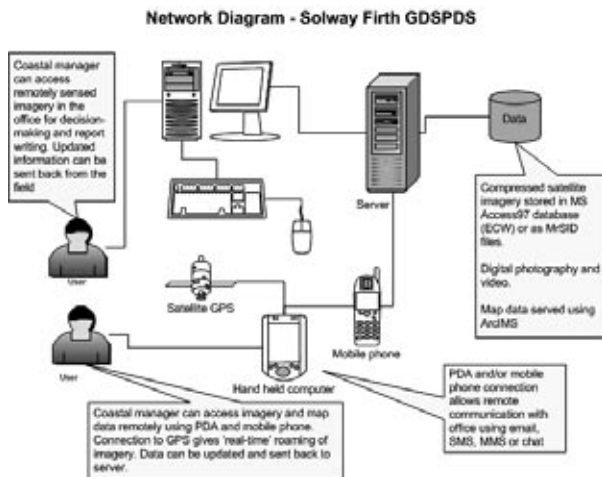 Network Diagram - Solway Firth GDSPDS
Coastal manager
can access
remotely sensed
imagery in the
office for decision-
making and report
writing. Updated
information can be
sent back from the
field
User
Server
Data
Compressed satellite
imagery stored in MS
Access97 database
(ECW) or as MrSID
files.
Digital photography and
video.
Map data served using
ArcIMS
Satellite GPS
Mobile phone
User
Hand held computer
Coastal manager can access imagery and map
data remotely using PDA and mobile phone.
Connection to GPS gives 'real-time' roaming of
imagery. Data can be updated and sent back to
server.
PDA and/or mobile
phone connection
allows remote
communication with
office using email,
SMS, MMS or chat